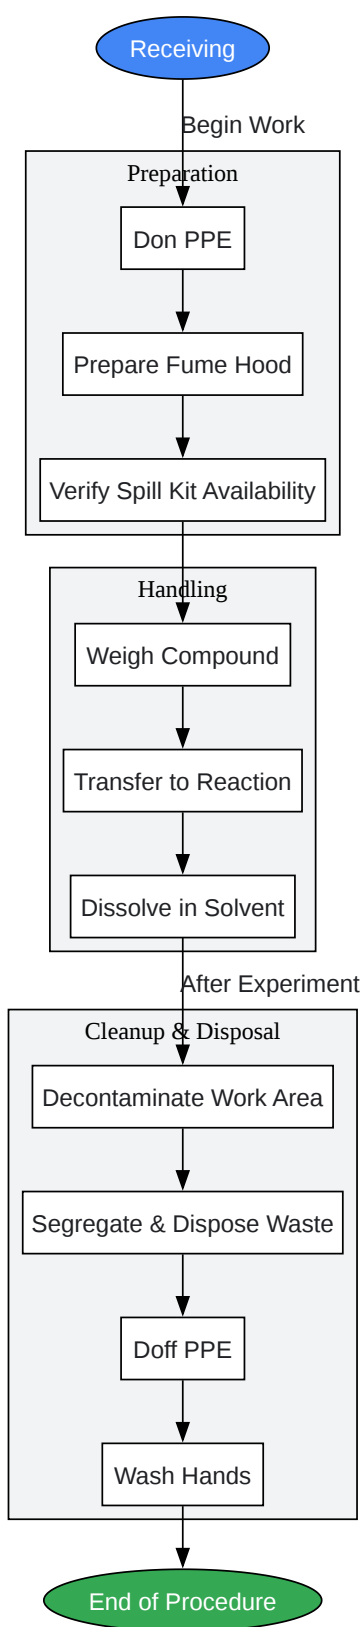 Receiving
Begin Work
Preparation
Don PPE
Prepare Fume Hood
Verify Spill Kit Availability
Handling
Weigh Compound
Transfer to Reaction
Dissolve in Solvent
After Experiment
Cleanup & Disposal
Decontaminate Work Area
Segregate & Dispose Waste
Doff PPE
Wash Hands
End of Procedure